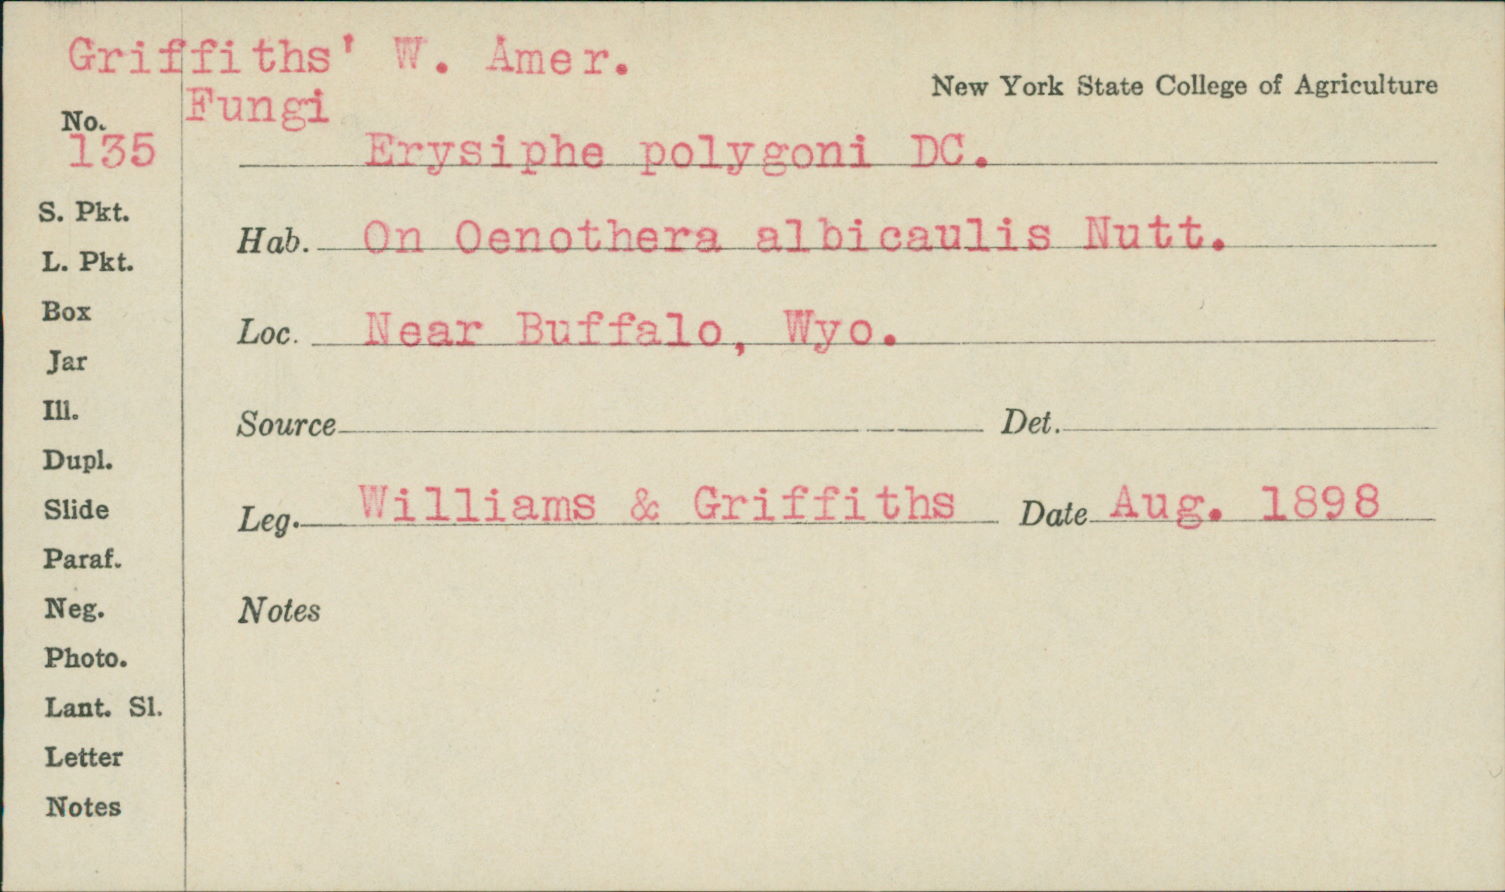 Griffiths' W. Amer.
Fungi
New York State College of Agriculture
No.
135
Erysiphe polygoni DC.
S. Pkt.
Hab. On Oenothera albicaulis Nutt.
L. Pkt.
Box
Loc. Near Buffalo, Wyo.
Jar
Ill.
Source Det.
Dupl.
Slide
Leg. Williams & Griffiths Date Aug. 1898
Paraf.
Neg.
Notes
Photo.
Lant. Sl.
Letter
Notes